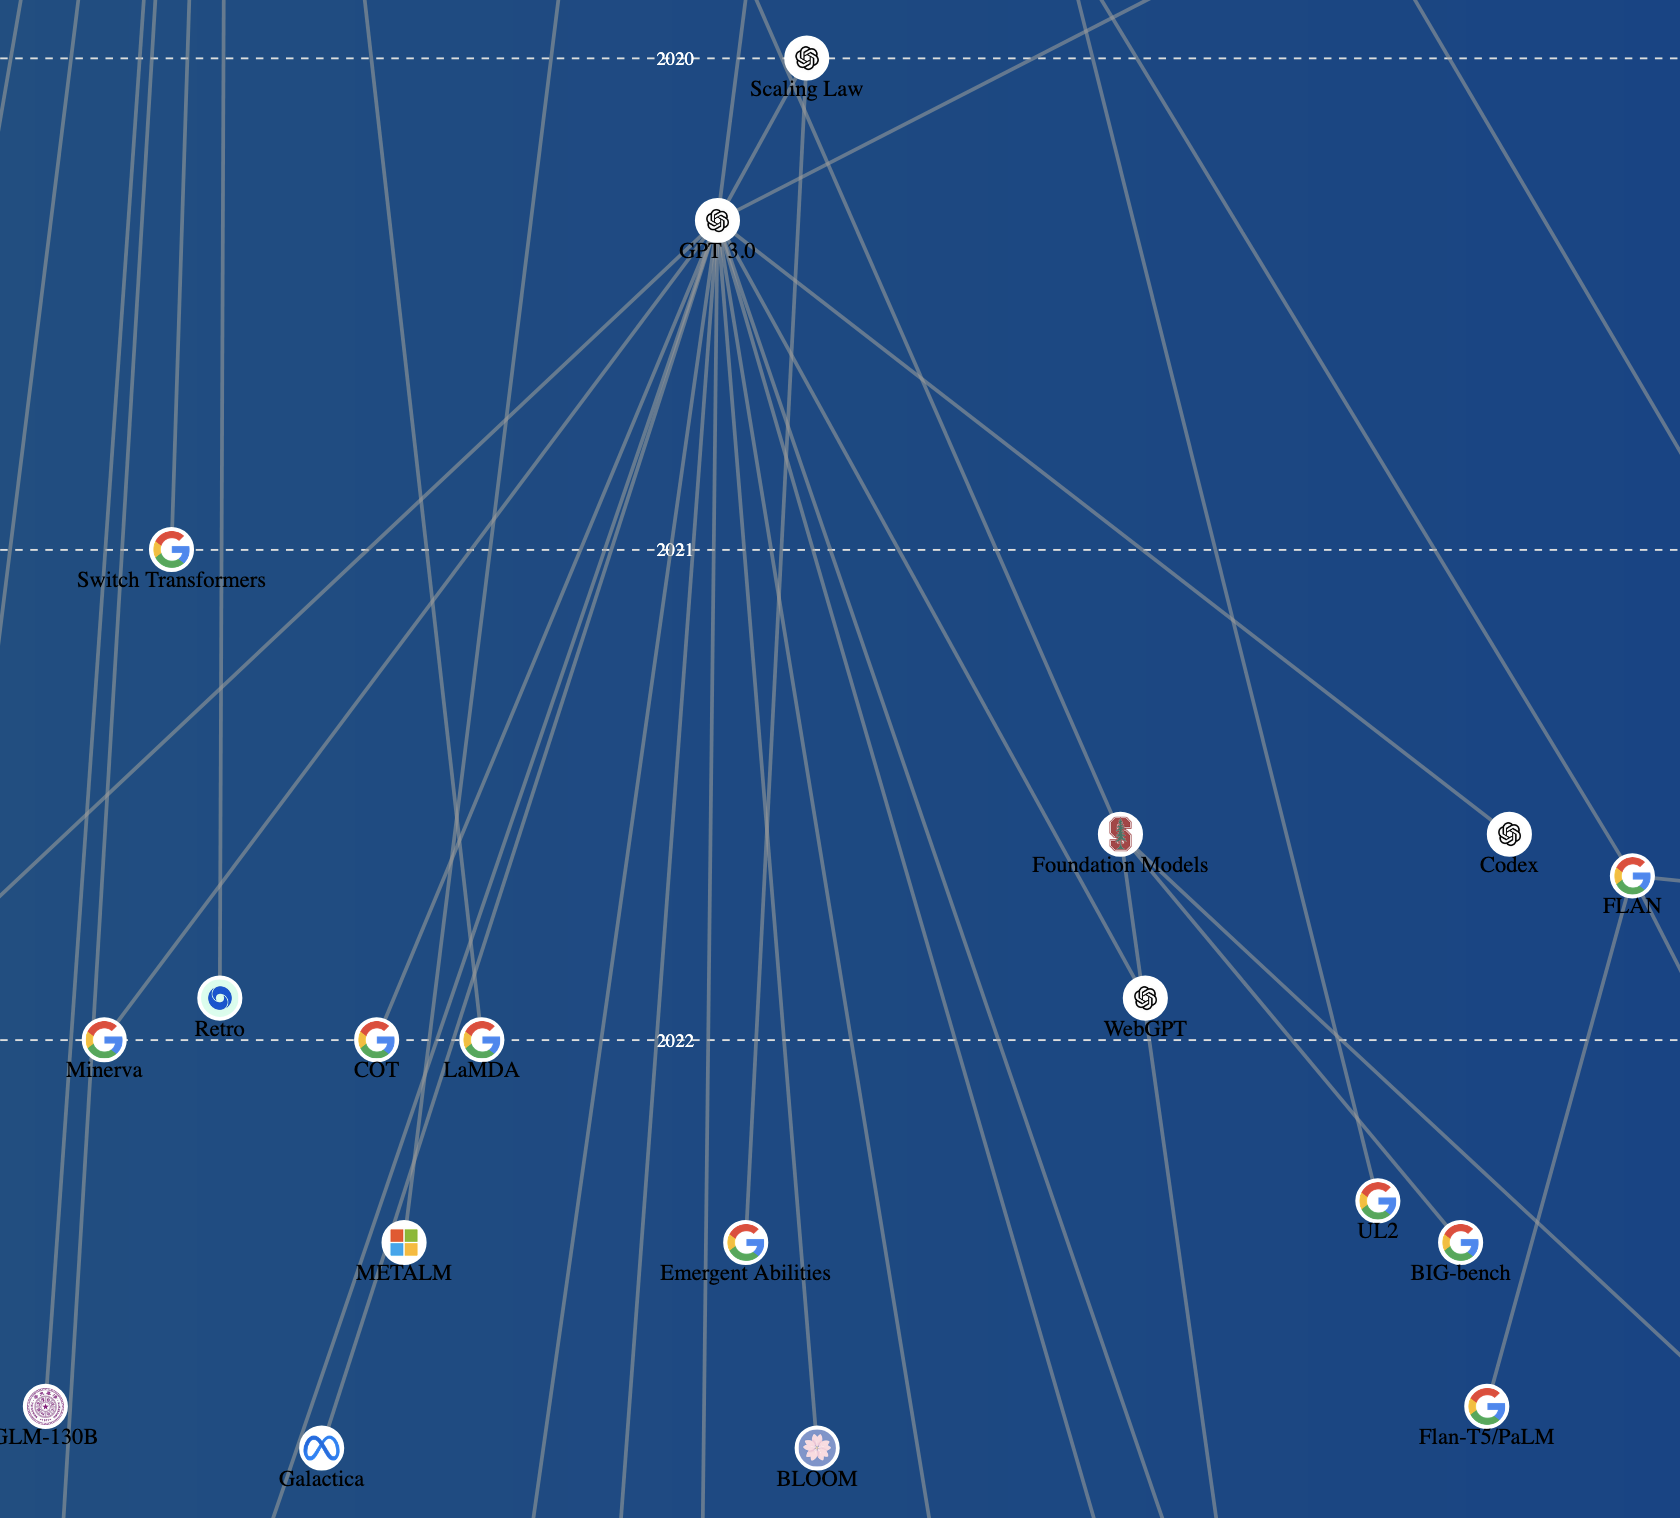 2020
Scaling Law
GPT 3.0
2021
Switch Transformers
Foundation Models
Codex
FLAN
Retro
WebGPT
2022
Minerva
COT
LaMDA
UL2
METALM
Emergent Abilities
BIG-bench
GLM-130B
Flan-T5/PaLM
Galactica
BLOOM